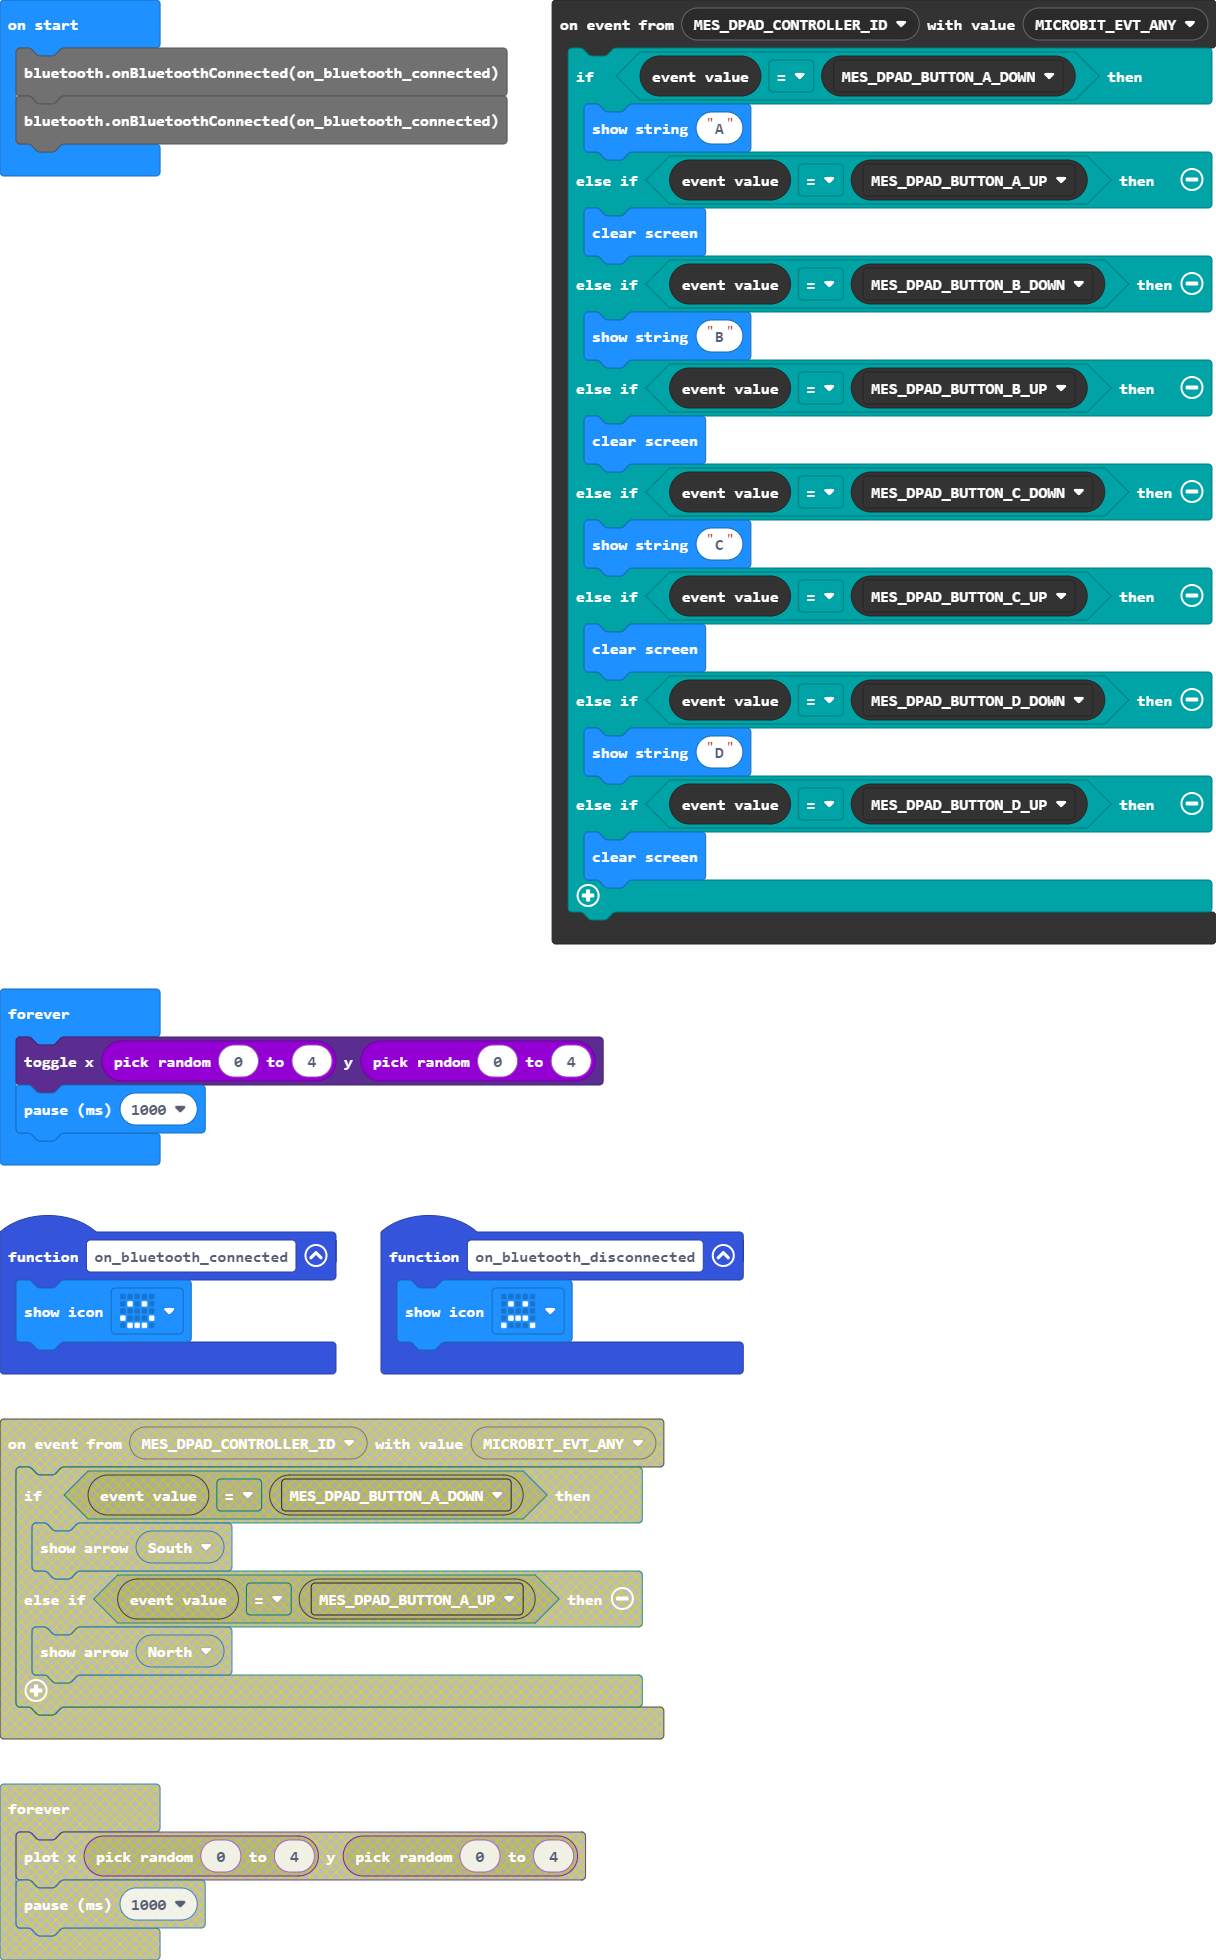 on start
bluetooth.onBluetoothConnected(on_bluetooth_connected)
bluetooth.onBluetoothConnected(on_bluetooth_connected)
on event from MES_DPAD_CONTROLLER_ID with value MICROBIT_EVT_ANY
if event value = MES_DPAD_BUTTON_A_DOWN then
show string "A"
else if event value = MES_DPAD_BUTTON_A_UP then
clear screen
else if event value = MES_DPAD_BUTTON_B_DOWN then
show string "B"
else if event value = MES_DPAD_BUTTON_B_UP then
clear screen
else if event value = MES_DPAD_BUTTON_C_DOWN then
show string "C"
else if event value = MES_DPAD_BUTTON_C_UP then
clear screen
else if event value = MES_DPAD_BUTTON_D_DOWN then
show string "D"
else if event value = MES_DPAD_BUTTON_D_UP then
clear screen
forever
toggle x pick random 0 to 4 y pick random 0 to 4
pause (ms) 1000
function on_bluetooth_connected
show icon
function on_bluetooth_disconnected
show icon
on event from MES_DPAD_CONTROLLER_ID with value MICROBIT_EVT_ANY
if event value = MES_DPAD_BUTTON_A_DOWN then
show arrow South
else if event value = MES_DPAD_BUTTON_A_UP then
show arrow North
forever
plot x pick random 0 to 4 y pick random 0 to 4
pause (ms) 1000